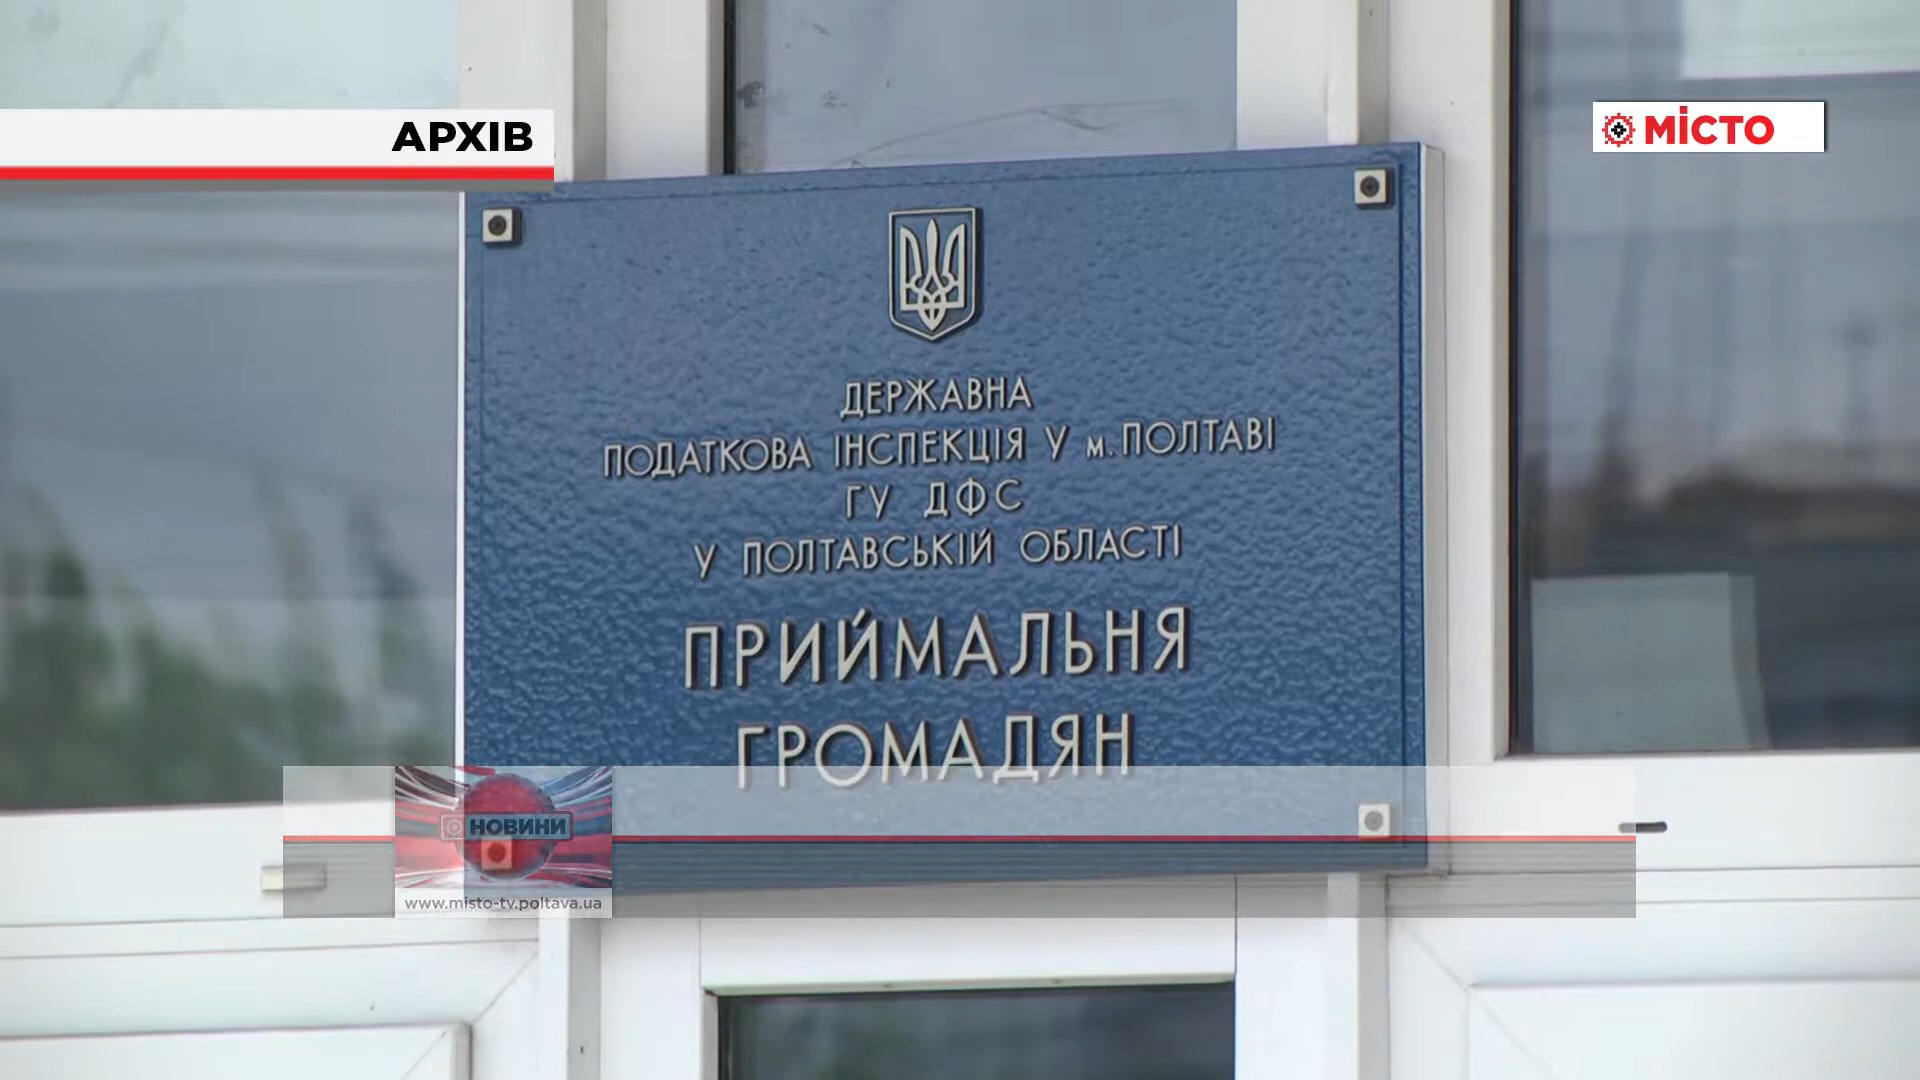 АРХІВ
МІСТО
ДЕРЖАВНА
ПОДАТКОВА ІНСПЕКЦІЯ У м. ПОЛТАВІ
ГУ ДФС
У ПОЛТАВСЬКІЙ ОБЛАСТІ
ПРИЙМАЛЬНЯ
ГРОМАДЯН
НОВИНИ
www.misto-tv.poltava.ua